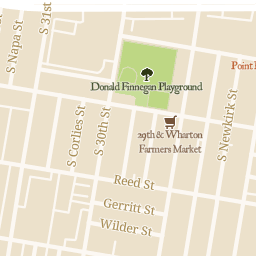 S Napa St
S 31st
Point
Donald Finnegan Playground
S Corlies St
S 30th St
29th & Wharton
Farmers Market
S Newkirk St
Reed St
Gerritt St
Wilder St